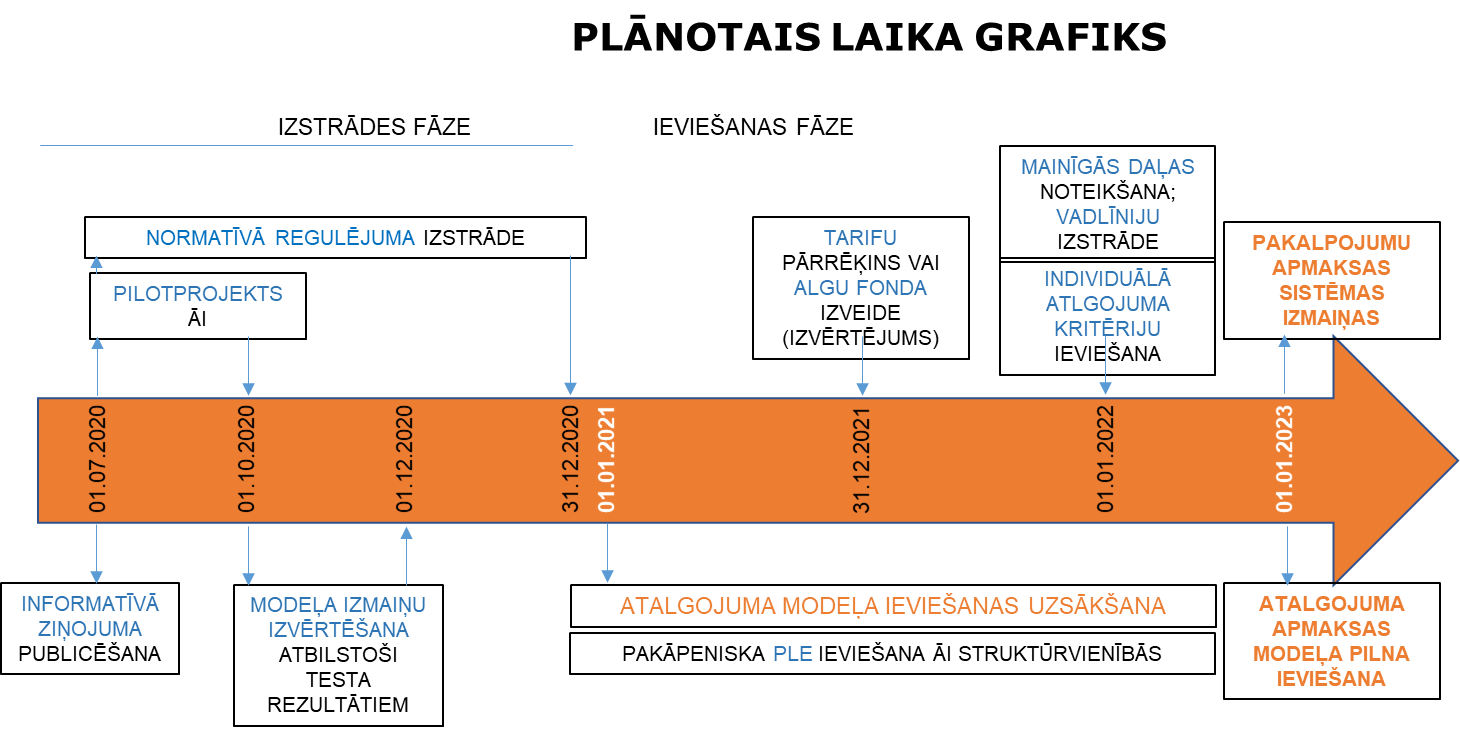 PLĀNOTAIS LAIKA GRAFIKS
IZSTRĀDES FĀZE
IEVIEŠANAS FĀZE
NORMATĪVĀ REGULĒJUMA IZSTRĀDE
PILOTPROJEKTS
ĀI
TARIFU
PĀRRĒĶINS VAI
ALGU FONDA
IZVEIDE
(IZVĒRTĒJUMS)
MAINĪGĀS DAĻAS
NOTEIKŠANA;
VADLĪNIJU
IZSTRĀDE
INDIVIDUĀLĀ
ATLGOJUMA
KRITĒRIJU
IEVIEŠANA
PAKALPOJUMU
APMAKSAS
SISTĒMAS
IZMAIŅAS
01.07.2020
01.10.2020
01.12.2020
31.12.2020
01.01.2021
31.12.2021
01.01.2022
01.01.2023
INFORMATĪVĀ
ZIŅOJUMA
PUBLICĒŠANA
MODEĻA IZMAIŅU
IZVĒRTĒŠANA
ATBILSTOŠI
TESTA
REZULTĀTIEM
ATALGOJUMA MODEĻA IEVIEŠANAS UZSĀKŠANA
PAKĀPENISKA PLE IEVIEŠANA ĀI STRUKTŪRVIENĪBĀS
ATALGOJUMA
APMAKSAS
MODEĻA PILNA
IEVIEŠANA